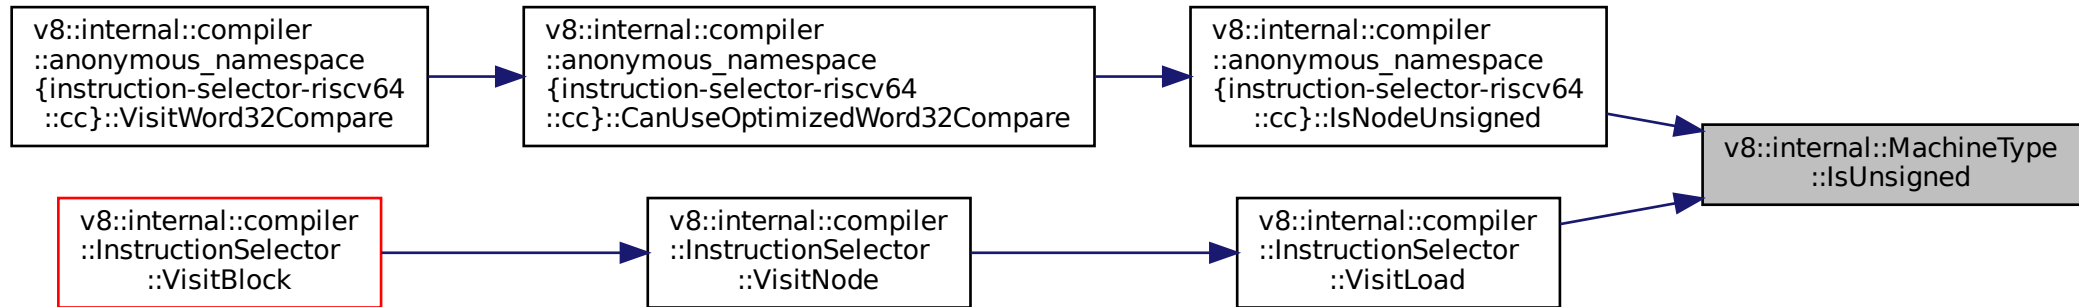 v8::internal::compiler
::anonymous_namespace
{instruction-selector-riscv64
::cc}::VisitWord32Compare
v8::internal::compiler
::anonymous_namespace
{instruction-selector-riscv64
::cc}::CanUseOptimizedWord32Compare
v8::internal::compiler
::anonymous_namespace
{instruction-selector-riscv64
::cc}::IsNodeUnsigned
v8::internal::MachineType
::IsUnsigned
v8::internal::compiler
::InstructionSelector
::VisitBlock
v8::internal::compiler
::InstructionSelector
::VisitNode
v8::internal::compiler
::InstructionSelector
::VisitLoad